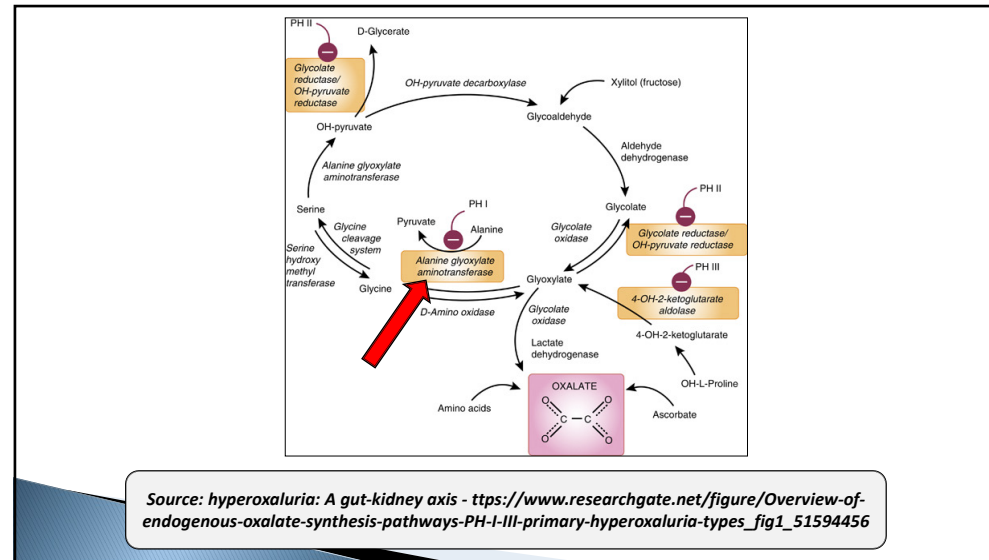 PH II
D-Glycerate
Glycolate
reductase/
OH-pyruvate
reductase
OH-pyruvate decarboxylase
Xylitol (fructose)
Glycoaldehyde
OH-pyruvate
Aldehyde
dehydrogenase
Alanine glyoxylate
aminotransferase
PH II
Serine
Glycolate
PH I
Pyruvate
Alanine
Glycine
cleavage
system
Glycolate
oxidase
Glycolate reductase/
OH-pyruvate reductase
Serine
hydroxy
methyl
transferase
Alanine glyoxylate
aminotransferase
PH III
Glycine
Glyoxylate
D-Amino oxidase
4-OH-2-ketoglutarate
aldolase
Glycolate
oxidase
4-OH-2-ketoglutarate
Lactate
dehydrogenase
OH-L-Proline
OXALATE
Amino acids
Ascorbate
O O
C C
O O
Source: hyperoxaluria: A gut-kidney axis - ttps://www.researchgate.net/figure/Overview-of-
endogenous-oxalate-synthesis-pathways-PH-I-III-primary-hyperoxaluria-types_fig1_51594456